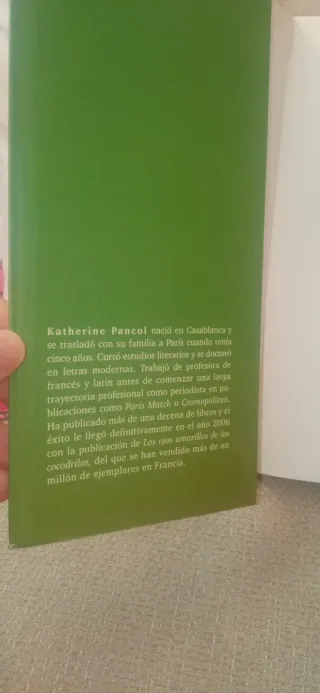 Katherine Pancol nació en Casablanca y
se trasladó con su familia a París cuando tenía
cinco años. Cursó estudios literarios y se doctoró
en letras modernas. Trabajó de profesora de
francés y latín antes de comenzar una larga
trayectoria profesional como periodista en pu-
blicaciones como Paris Match o Cosmopolitan.
Ha publicado más de una decena de libros y el
éxito le llegó definitivamente en el año 2006
con la publicación de Los ojos amarillos de los
cocodrilos, del que se han vendido más de un
millón de ejemplares en Francia.